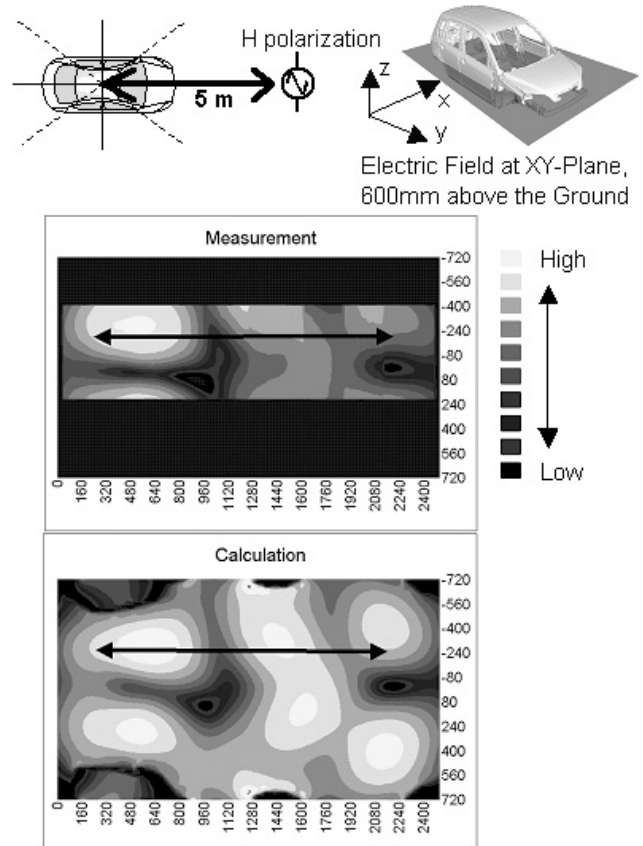 H polarization
5 m
z
x
y
Electric Field at XY-Plane,
600mm above the Ground
Measurement
-720
-560
-400
-240
-80
80
240
400
560
720
0 160 320 480 640 800 960 1120 1280 1440 1600 1760 1920 2080 2240 2400
High
Low
Calculation
-720
-560
-400
-240
-80
80
240
400
560
720
0 160 320 480 640 800 960 1120 1280 1440 1600 1760 1920 2080 2240 2400